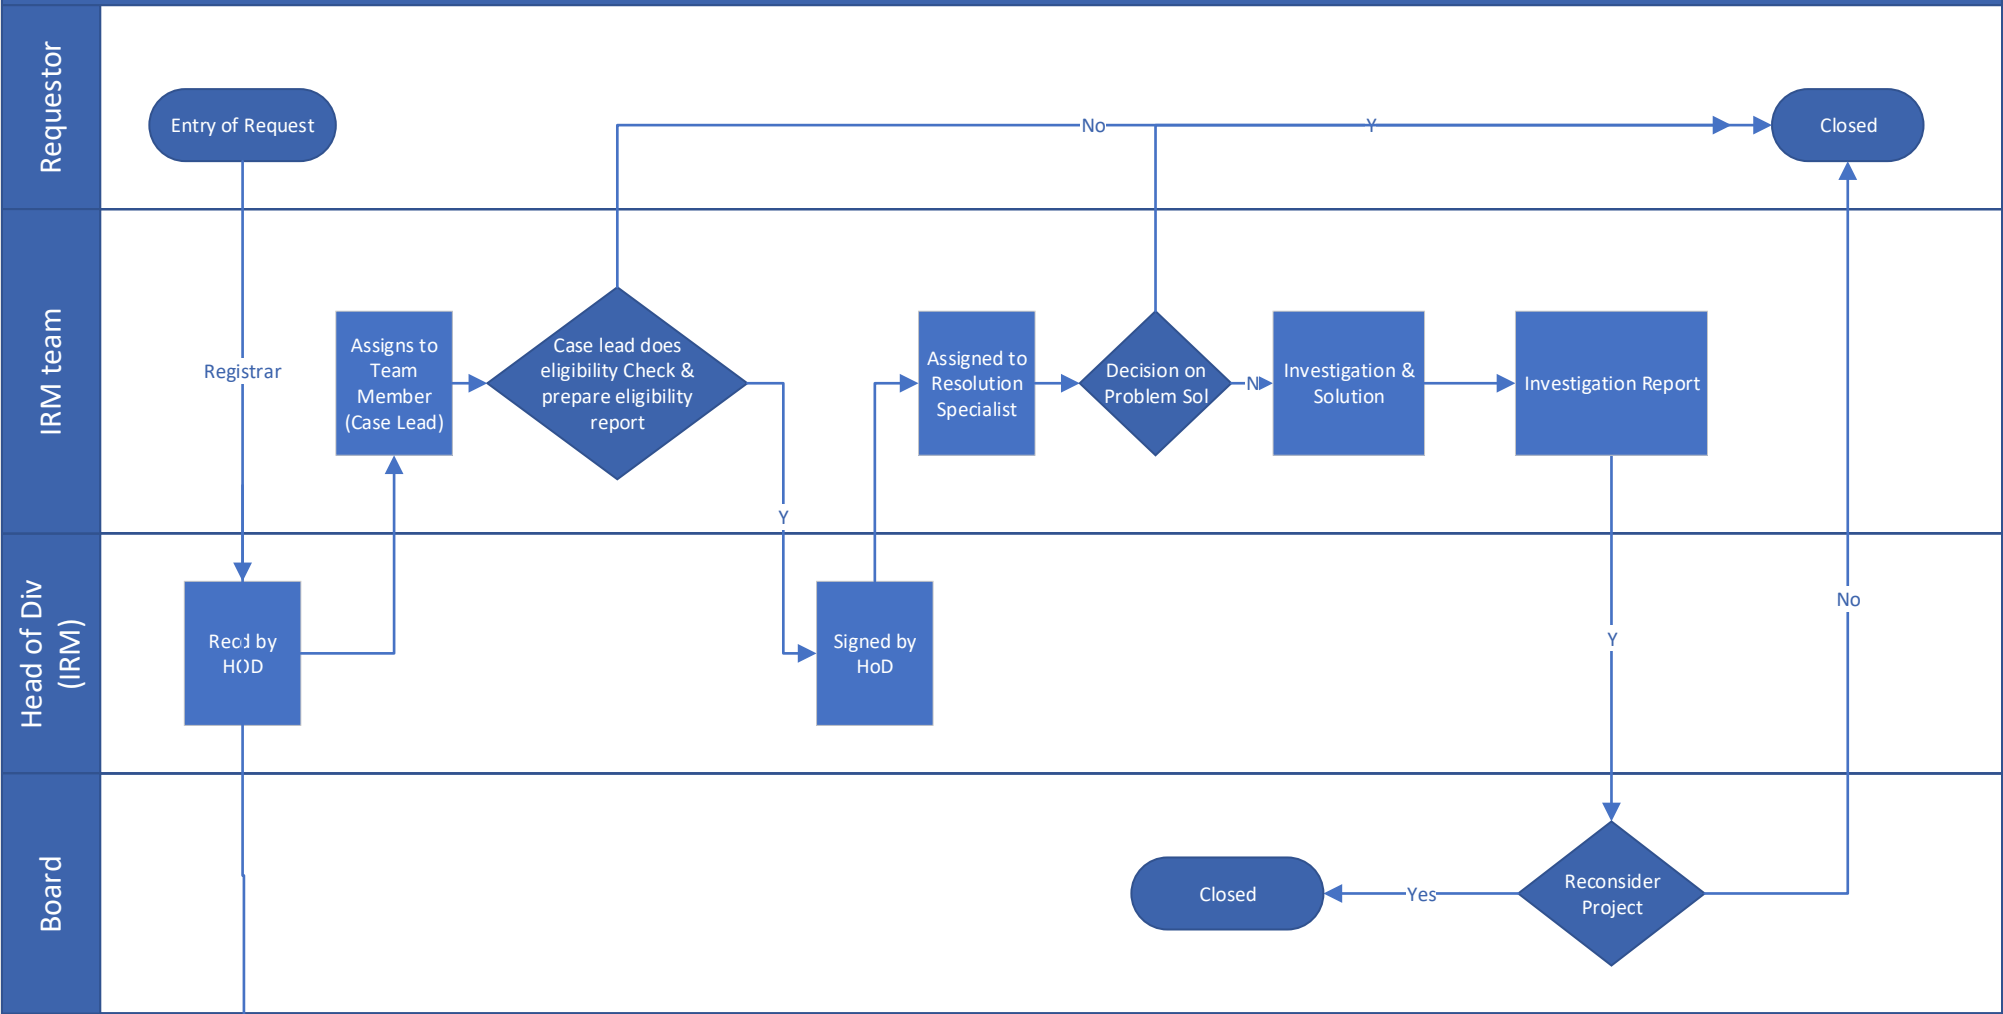 Requestor
Entry of Request
No
Y
Closed
IRM team
Registrar
Assigns to
Team
Member
(Case Lead)
Case lead does
eligibility Check &
prepare eligibility
report
Y
Assigned to
Resolution
Specialist
Decision on
Problem Sol
N
Investigation &
Solution
Investigation Report
Head of Div
(IRM)
Recd by
HOD
Signed by
HoD
Y
No
Board
Closed
Yes
Reconsider
Project